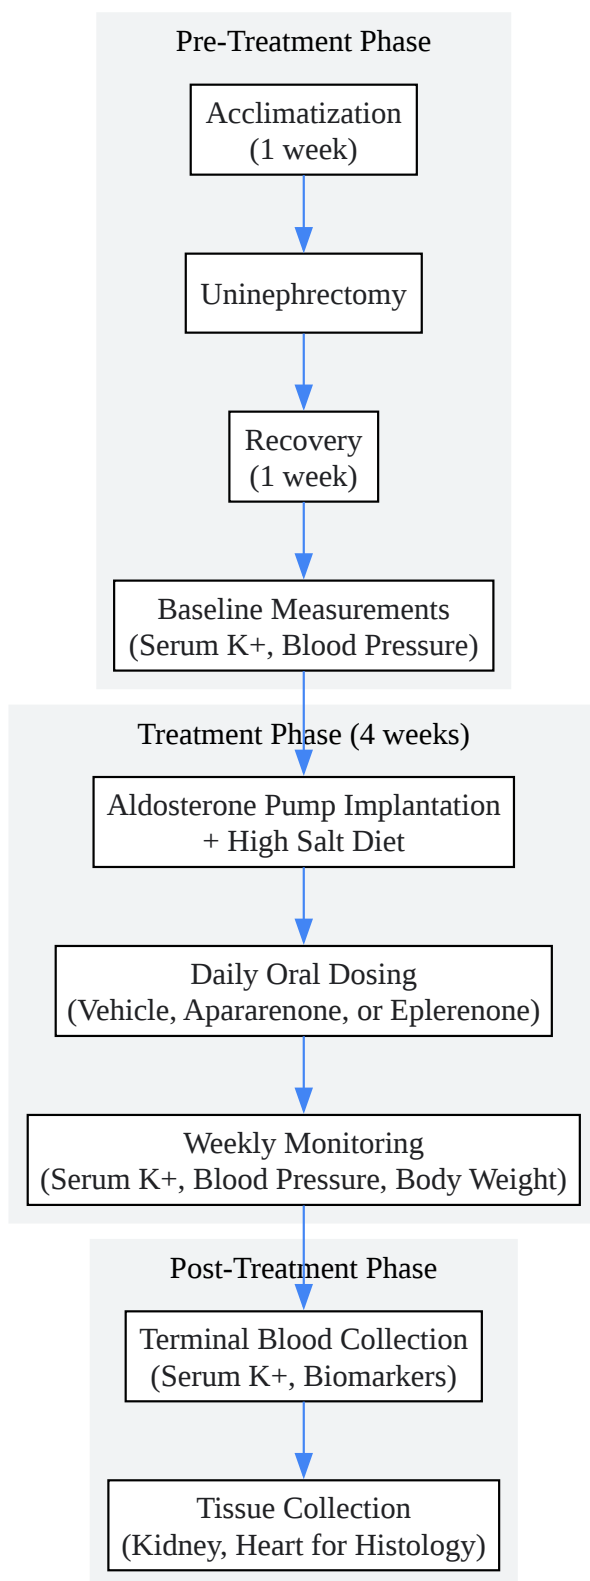 Pre-Treatment Phase
Acclimatization
(1 week)
Uninephrectomy
Recovery
(1 week)
Baseline Measurements
(Serum K+, Blood Pressure)
Treatment Phase (4 weeks)
Aldosterone Pump Implantation
+ High Salt Diet
Daily Oral Dosing
(Vehicle, Apararenone, or Eplerenone)
Weekly Monitoring
(Serum K+, Blood Pressure, Body Weight)
Post-Treatment Phase
Terminal Blood Collection
(Serum K+, Biomarkers)
Tissue Collection
(Kidney, Heart for Histology)